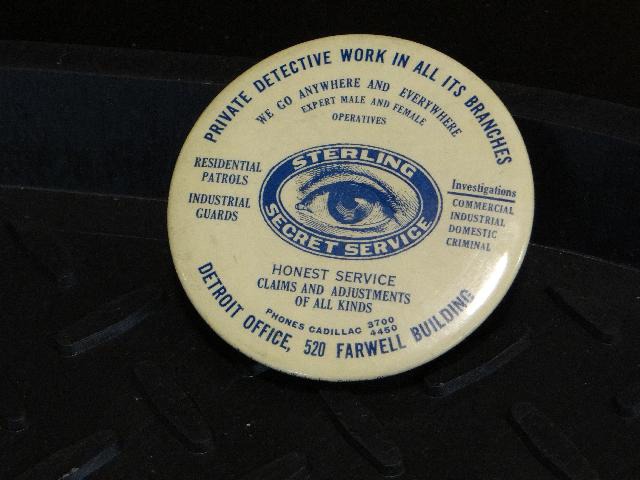 PRIVATE DETECTIVE WORK IN ALL ITS BRANCHES
WE GO ANYWHERE AND EVERYWHERE
EXPERT MALE AND FEMALE
OPERATIVES
RESIDENTIAL
PATROLS
INDUSTRIAL
GUARDS
STERLING
SECRET SERVICE
Investigations
COMMERCIAL
INDUSTRIAL
DOMESTIC
CRIMINAL
HONEST SERVICE
CLAIMS AND ADJUSTMENTS
OF ALL KINDS
PHONES CADILLAC 3700
4450
DETROIT OFFICE, 520 FARWELL BUILDING